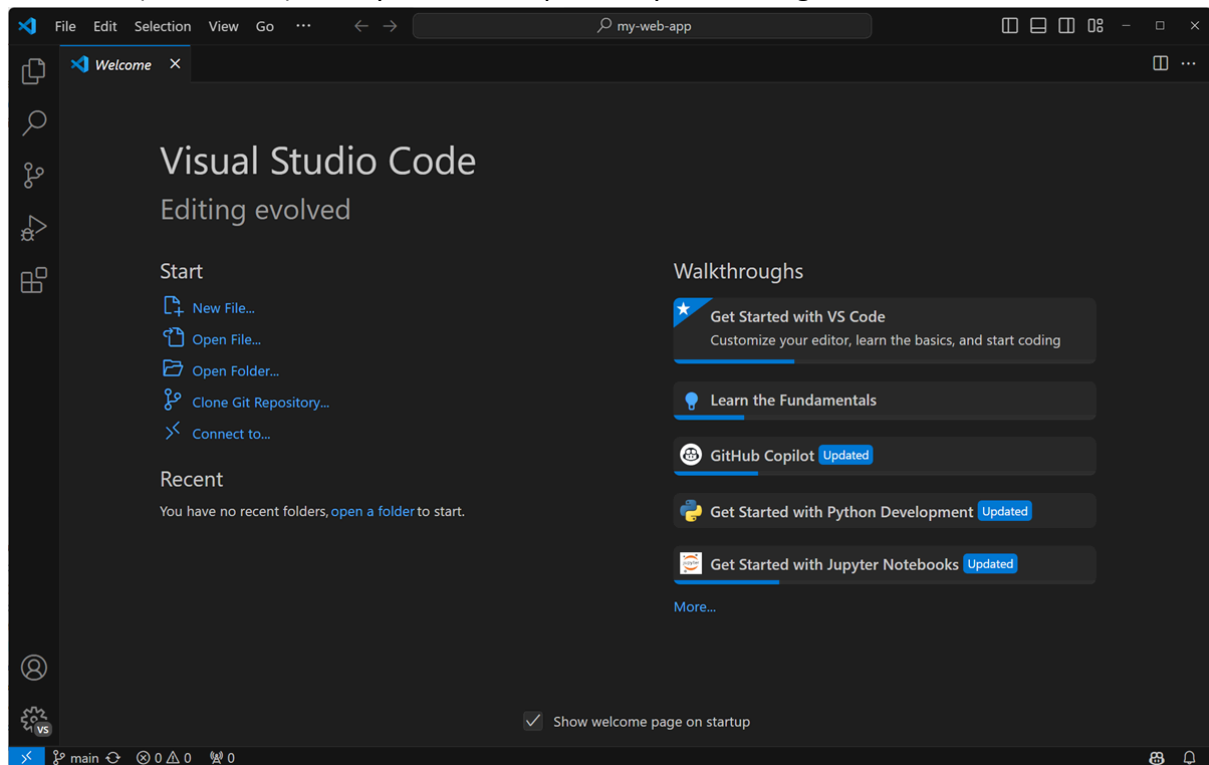 File Edit Selection View Go ··· my-web-app
Welcome
Visual Studio Code
Editing evolved
Start
New File...
Open File...
Open Folder...
Clone Git Repository...
Connect to...
Recent
You have no recent folders, open a folder to start.
Walkthroughs
Get Started with VS Code
Customize your editor, learn the basics, and start coding
Learn the Fundamentals
GitHub Copilot Updated
Get Started with Python Development Updated
Get Started with Jupyter Notebooks Updated
More...
Show welcome page on startup
VS
main 0 0 0